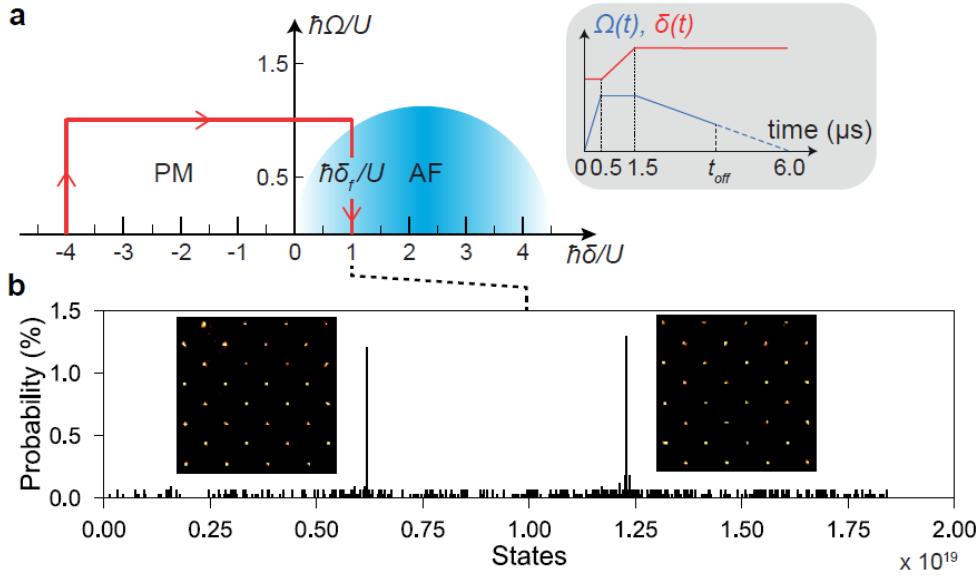 a
ħΩ/U
1.5
0.5
PM
ħδf/U
AF
-4 -3 -2 -1 0 1 2 3 4 ħδ/U
Ω(t), δ(t)
time (μs)
0 0.5 1.5 toff 6.0
b
Probability (%)
1.5
1.0
0.5
0.0
0.00 0.25 0.50 0.75 1.00 1.25 1.50 1.75 2.00
States
x 10¹⁹